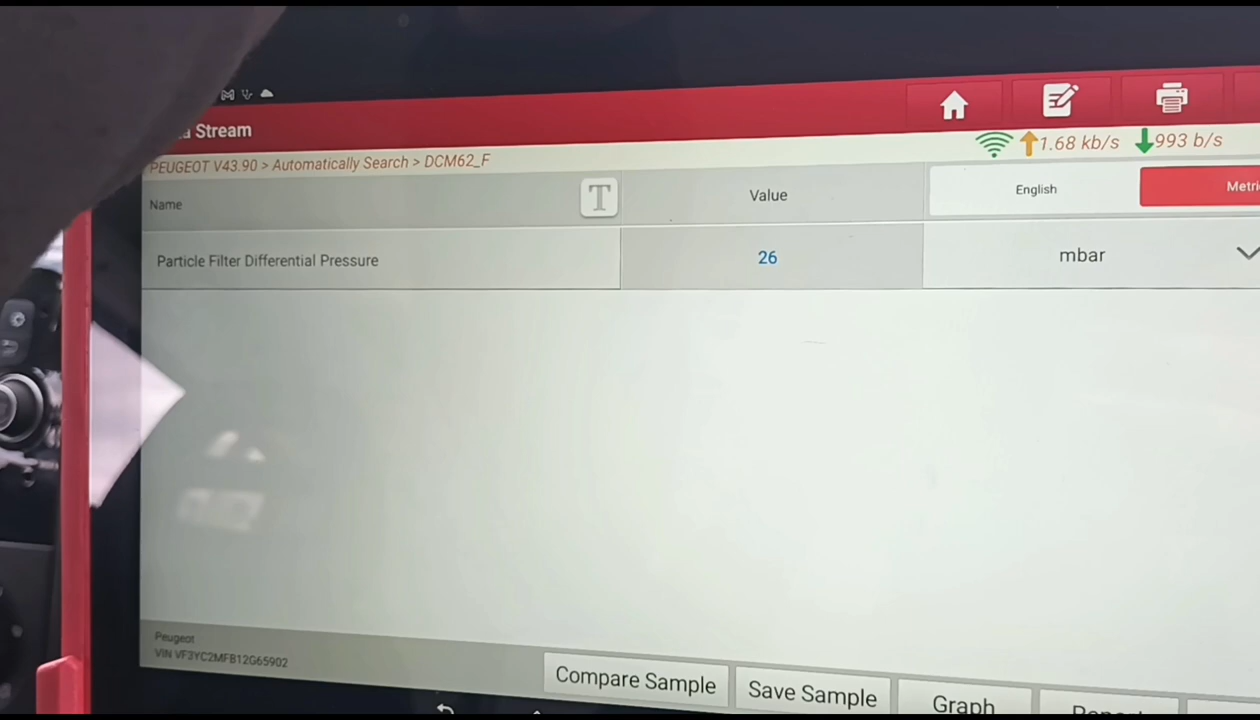 Stream
1.68 kb/s 993 b/s
PEUGEOT V43.90 > Automatically Search > DCM62_F
Name T Value English
Particle Filter Differential Pressure 26 mbar
Peugeot
VIN VF3YC2MFB12G65902
Compare Sample Save Sample Graph